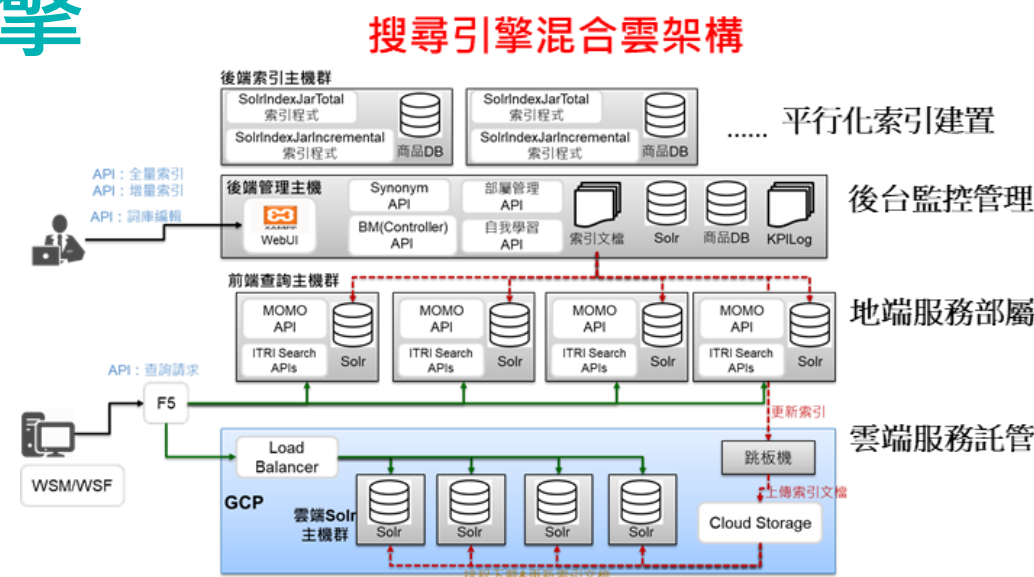 擎
搜尋引擎混合雲架構
後端索引主機群
SolrIndexJarTotal
索引程式
SolrIndexJarIncremental
索引程式
商品DB
SolrIndexJarTotal
索引程式
SolrIndexJarIncremental
索引程式
商品DB
...... 平行化索引建置
API：全量索引
API：增量索引
API：詞庫編輯
後端管理主機
XAMPP
WebUI
Synonym
API
BM(Controller)
API
部屬管理
API
自我學習
API
索引文檔
Solr
商品DB
KPILog
後台監控管理
前端查詢主機群
MOMO
API
ITRI Search
APIs
Solr
MOMO
API
ITRI Search
APIs
Solr
MOMO
API
ITRI Search
APIs
Solr
MOMO
API
ITRI Search
APIs
Solr
地端服務部屬
API：查詢請求
F5
WSM/WSF
更新索引
雲端服務託管
Load
Balancer
GCP
雲端Solr
主機群
Solr
Solr
Solr
Solr
跳板機
上傳索引文檔
Cloud Storage